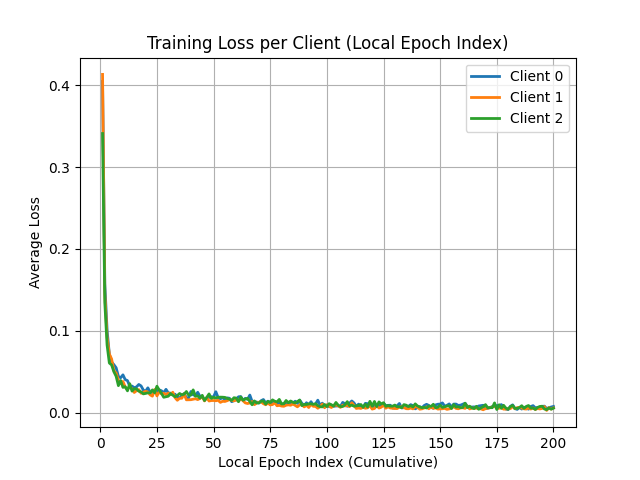 Training Loss per Client (Local Epoch Index)
Client 0
Client 1
Client 2
Average Loss
0.4
0.3
0.2
0.1
0.0
0 25 50 75 100 125 150 175 200
Local Epoch Index (Cumulative)